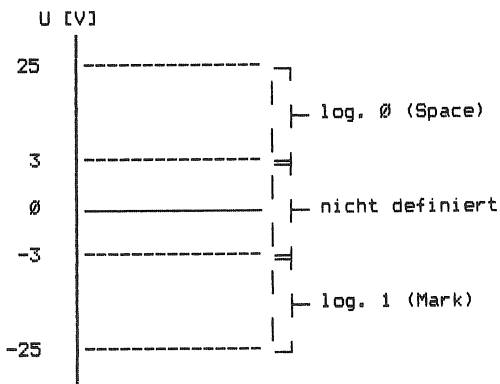 U [V]
25
log. Ø (Space)
3
Ø
nicht definiert
-3
log. 1 (Mark)
-25